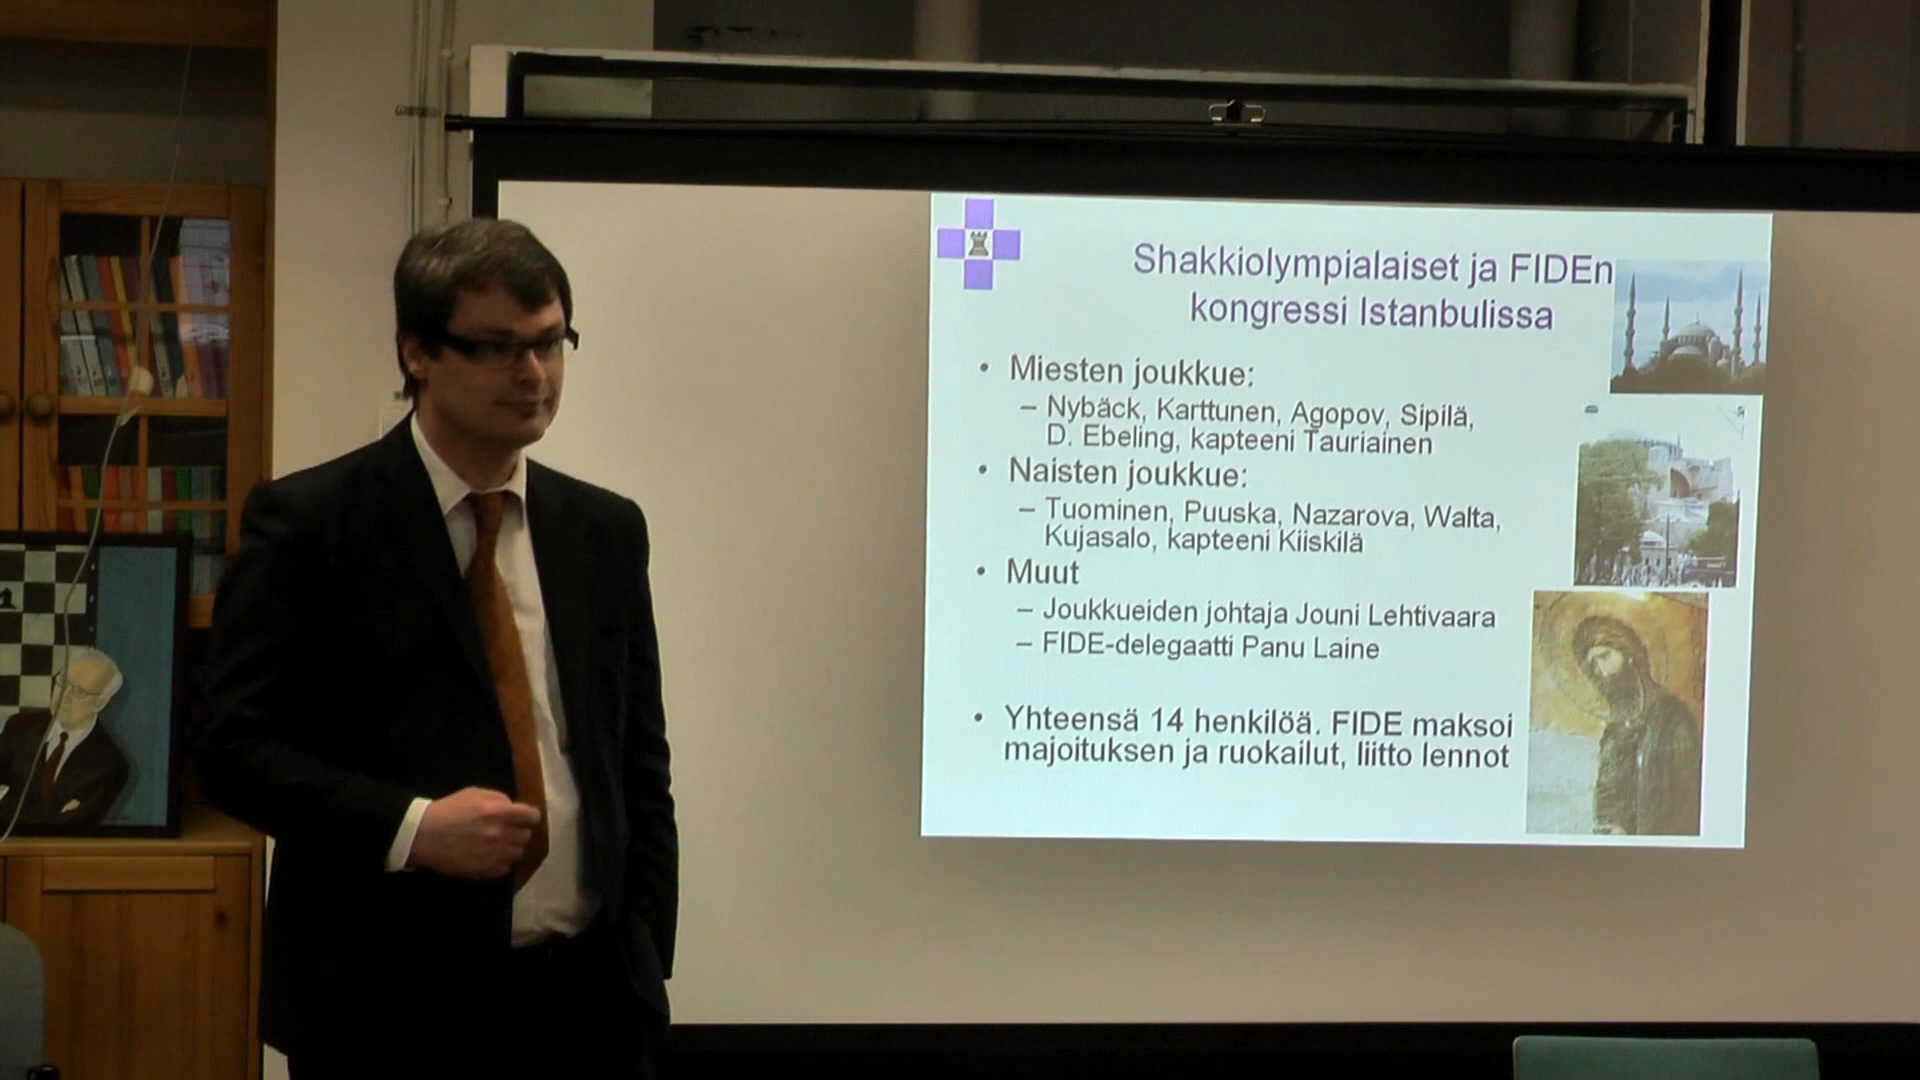 Shakkiolympialaiset ja FIDEn
kongressi Istanbulissa
• Miesten joukkue:
– Nybäck, Karttunen, Agopov, Sipilä,
D. Ebeling, kapteeni Tauriainen
• Naisten joukkue:
– Tuominen, Puuska, Nazarova, Walta,
Kujasalo, kapteeni Kiiskilä
• Muut
– Joukkueiden johtaja Jouni Lehtivaara
– FIDE-delegaatti Panu Laine
• Yhteensä 14 henkilöä. FIDE maksoi
majoituksen ja ruokailut, liitto lennot